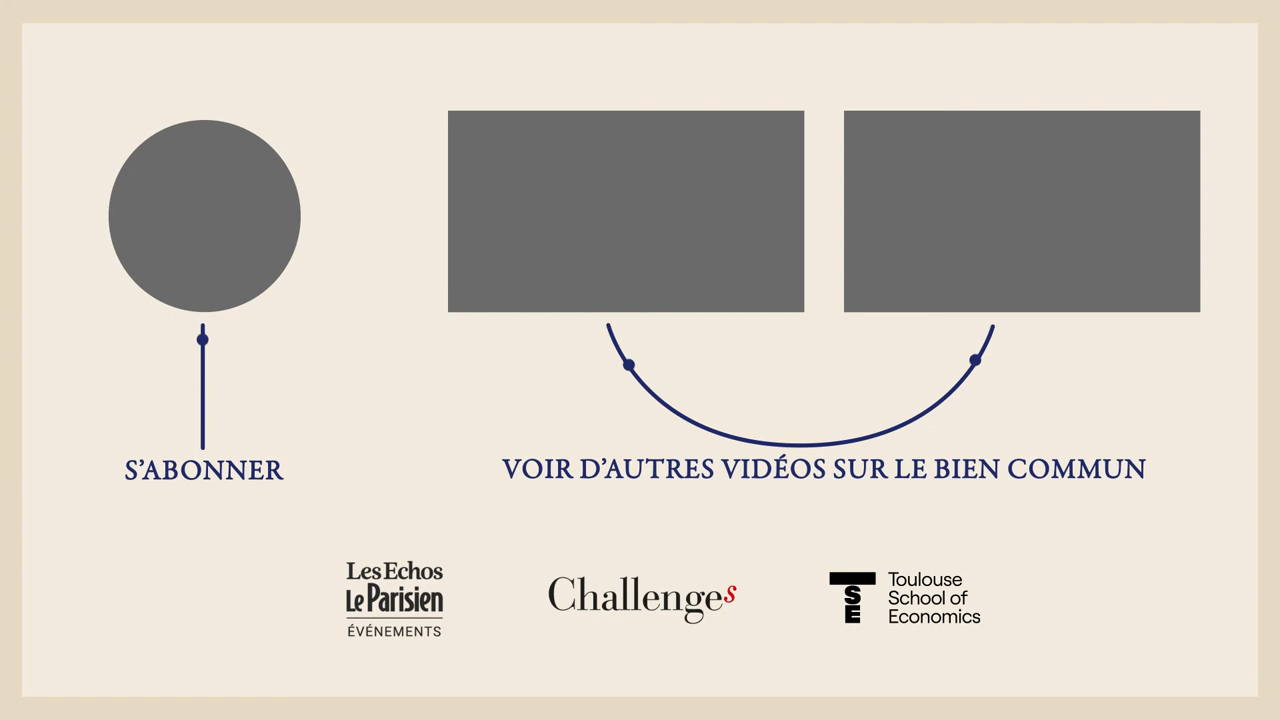 S’ABONNER
VOIR D’AUTRES VIDÉOS SUR LE BIEN COMMUN
Les Echos
Le Parisien
ÉVÉNEMENTS
Challenges
TSE
Toulouse
School of
Economics